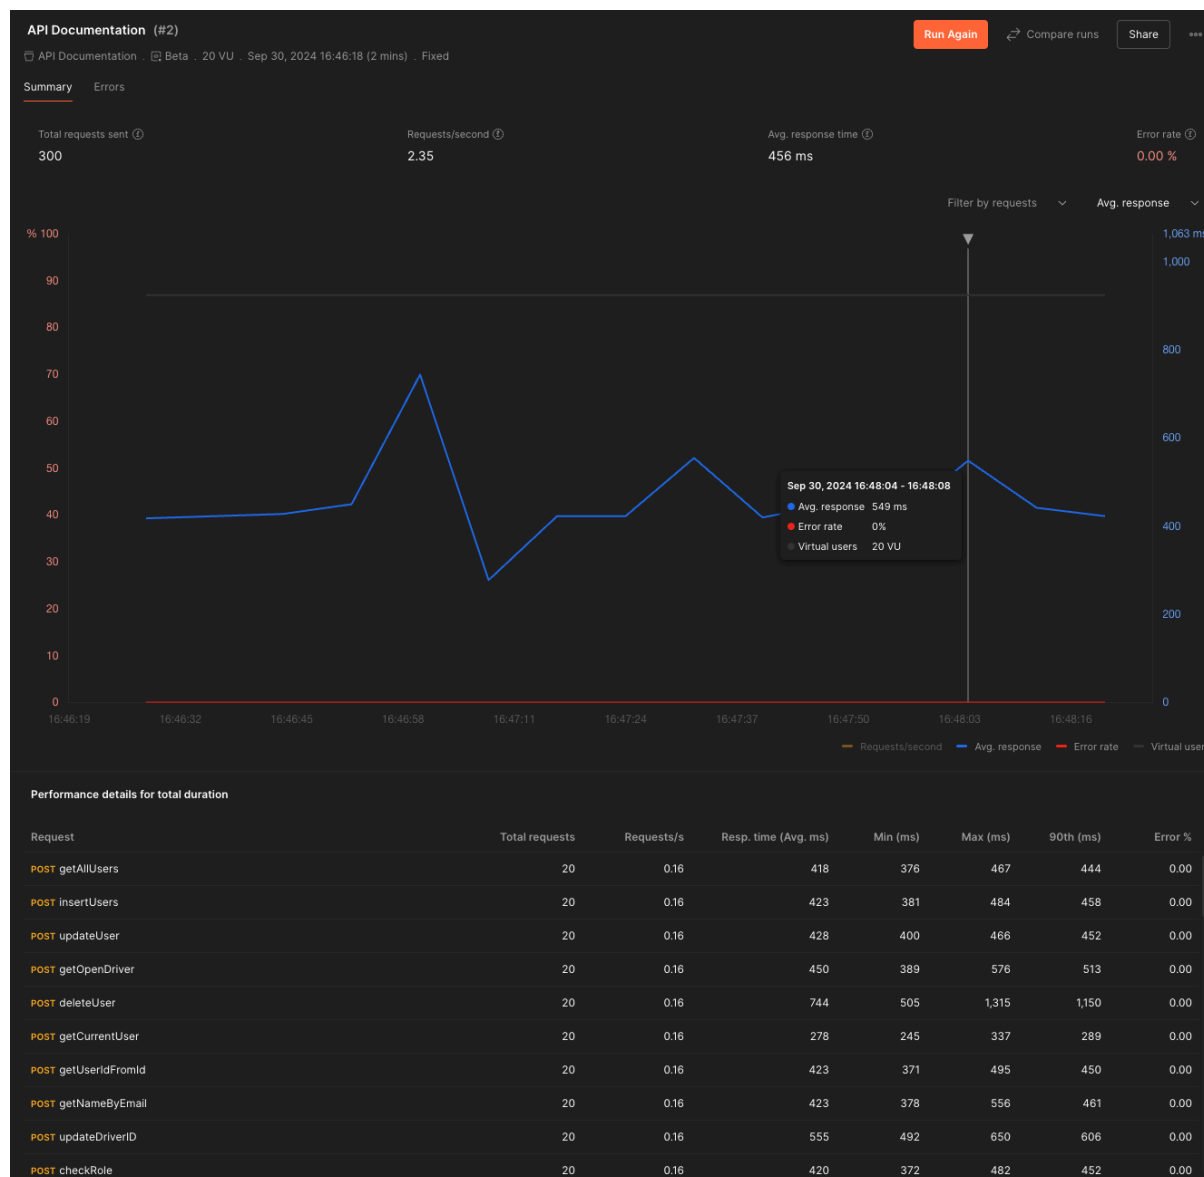 API Documentation (#2)
Run Again
Compare runs
Share
API Documentation . Beta . 20 VU . Sep 30, 2024 16:46:18 (2 mins) . Fixed
Summary Errors
Total requests sent Requests/second Avg. response time Error rate
300 2.35 456 ms 0.00 %
Filter by requests Avg. response
% 100 1,063 ms
1,000
90
80
800
70
60
600
50
Sep 30, 2024 16:48:04 - 16:48:08
Avg. response 549 ms
Error rate 0%
Virtual users 20 VU
40
400
30
20
200
10
0 0
16:46:19 16:46:32 16:46:45 16:46:58 16:47:11 16:47:24 16:47:37 16:47:50 16:48:03 16:48:16
Requests/second Avg. response Error rate Virtual user
Performance details for total duration
Request Total requests Requests/s Resp. time (Avg. ms) Min (ms) Max (ms) 90th (ms) Error %
POST getAllUsers 20 0.16 418 376 467 444 0.00
POST insertUsers 20 0.16 423 381 484 458 0.00
POST updateUser 20 0.16 428 400 466 452 0.00
POST getOpenDriver 20 0.16 450 389 576 513 0.00
POST deleteUser 20 0.16 744 505 1,315 1,150 0.00
POST getCurrentUser 20 0.16 278 245 337 289 0.00
POST getUserIdFromId 20 0.16 423 371 495 450 0.00
POST getNameByEmail 20 0.16 423 378 556 461 0.00
POST updateDriverID 20 0.16 555 492 650 606 0.00
POST checkRole 20 0.16 420 372 482 452 0.00